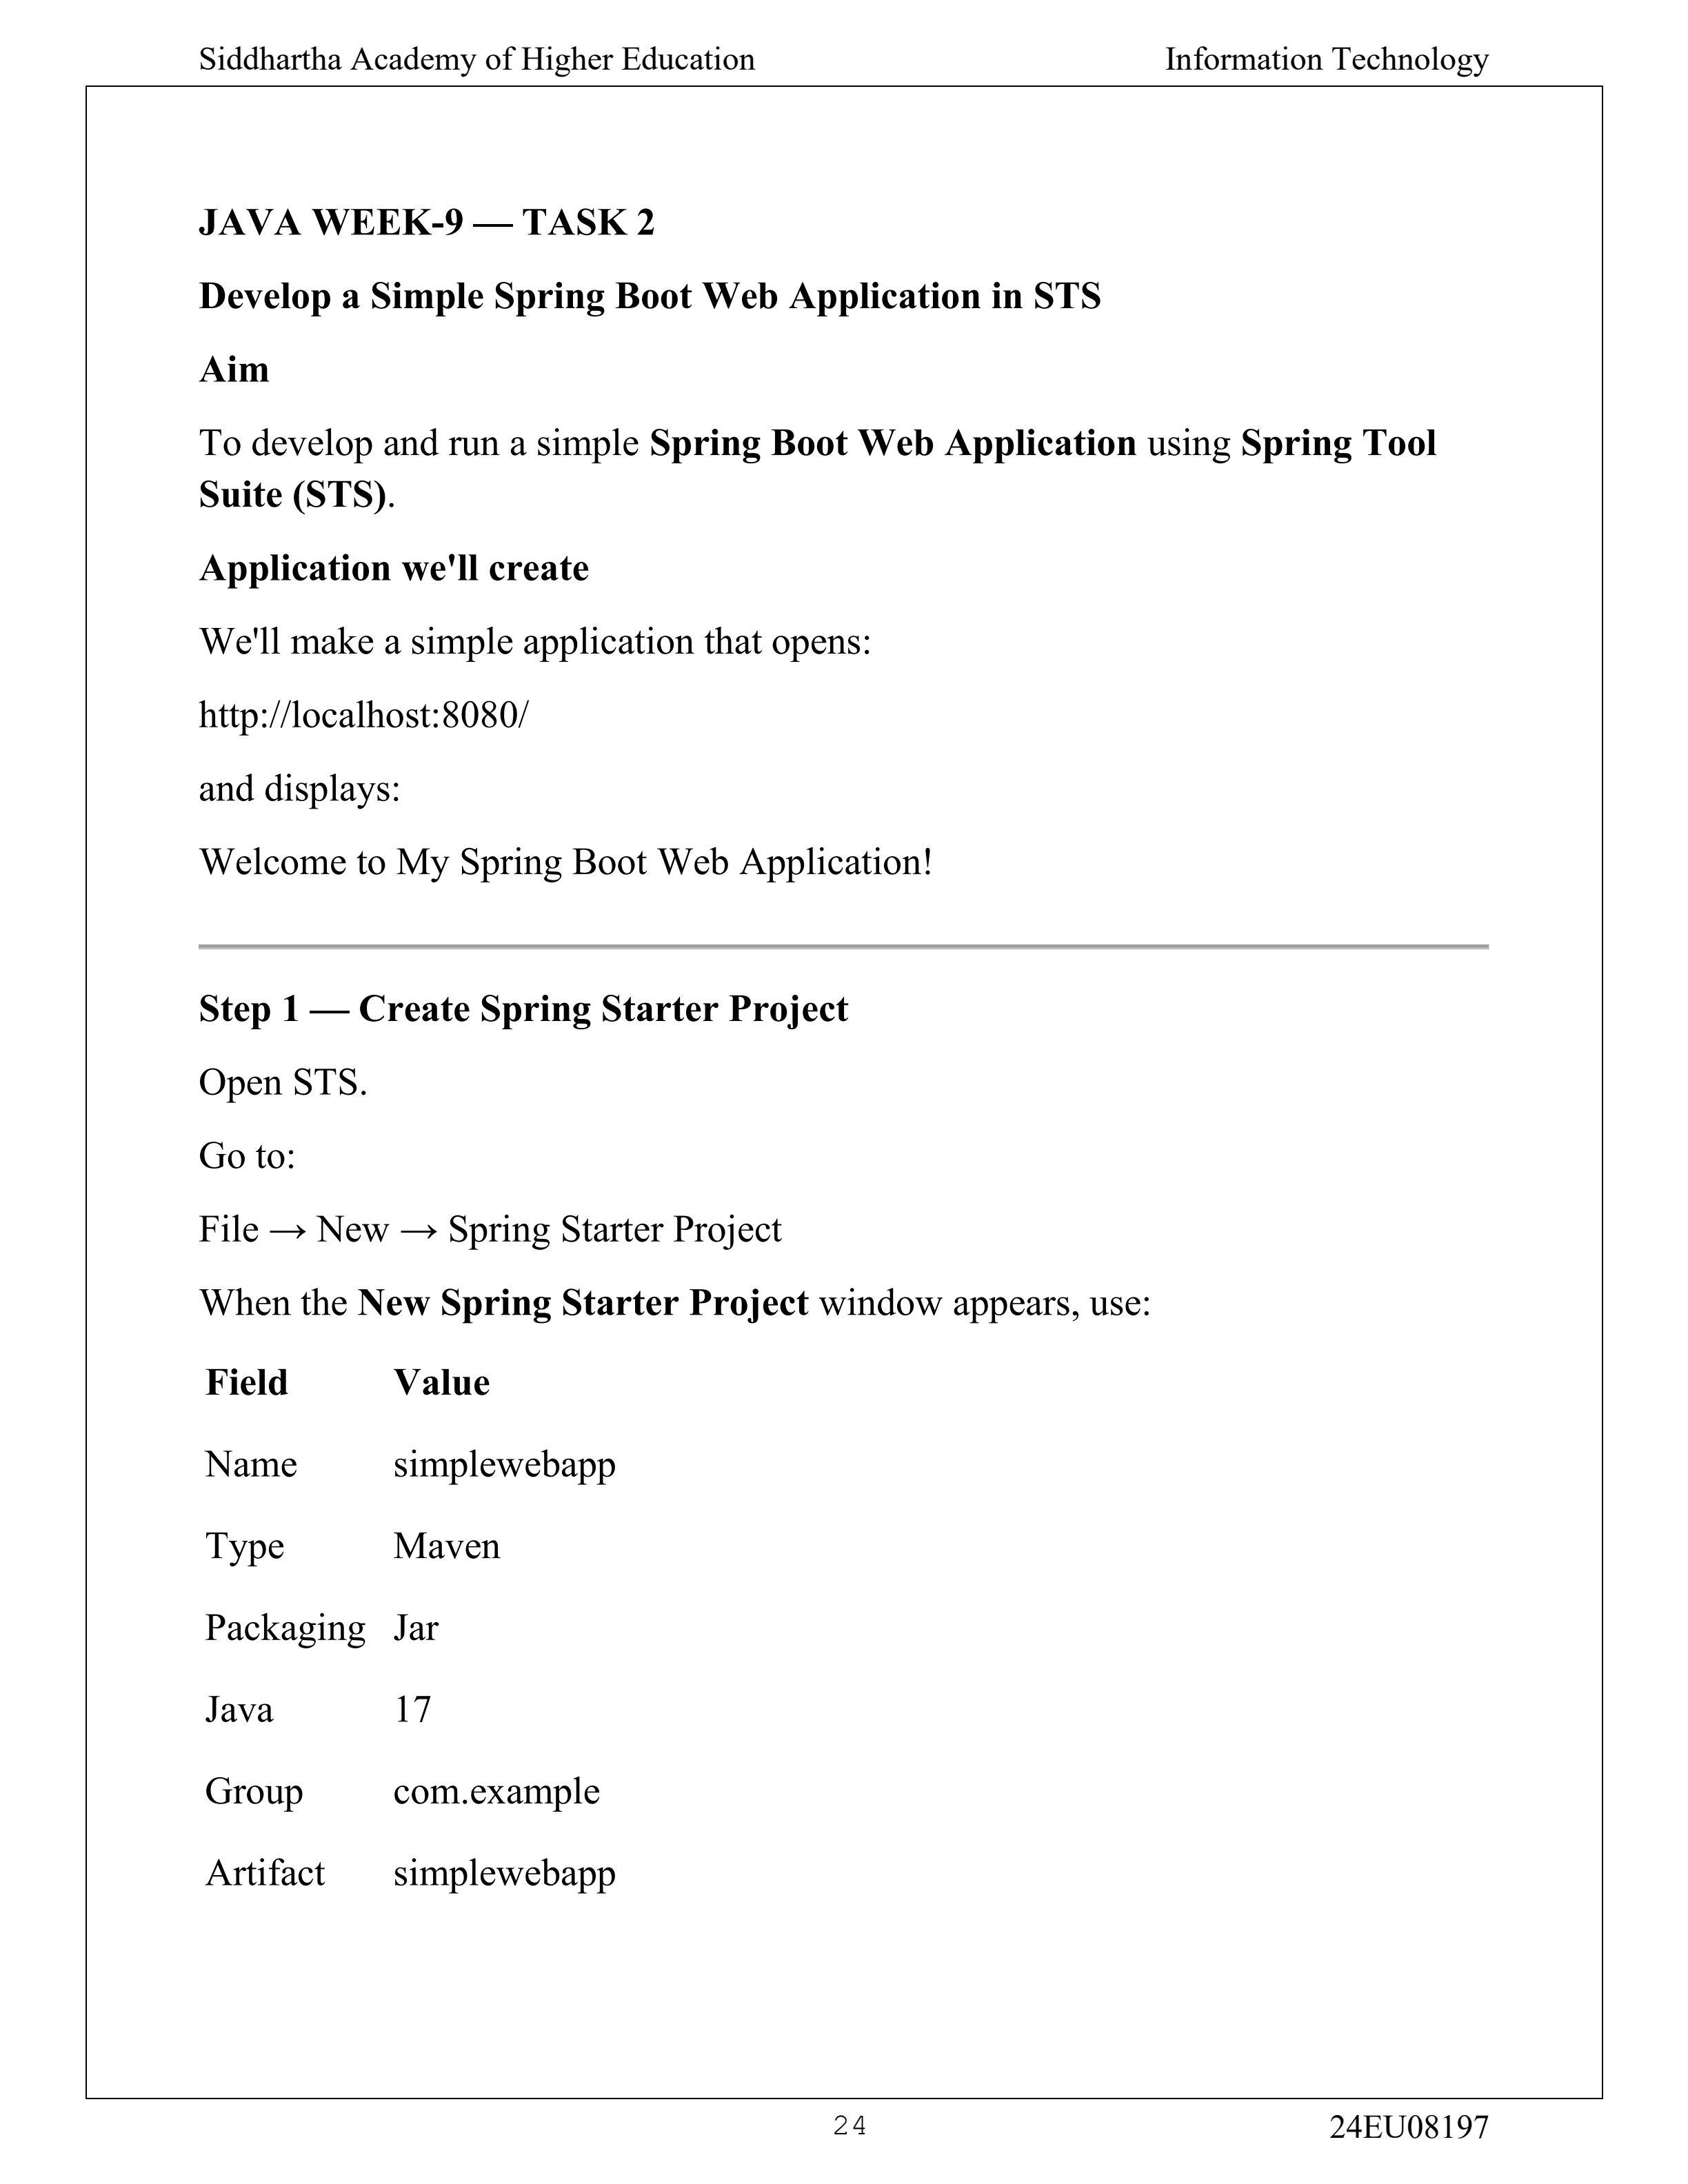 Siddhartha Academy of Higher Education Information Technology
JAVA WEEK-9 — TASK 2
Develop a Simple Spring Boot Web Application in STS
Aim
To develop and run a simple Spring Boot Web Application using Spring Tool
Suite (STS).
Application we'll create
We'll make a simple application that opens:
http://localhost:8080/
and displays:
Welcome to My Spring Boot Web Application!
Step 1 — Create Spring Starter Project
Open STS.
Go to:
File → New → Spring Starter Project
When the New Spring Starter Project window appears, use:
Field Value
Name simplewebapp
Type Maven
Packaging Jar
Java 17
Group com.example
Artifact simplewebapp
24 24EU08197